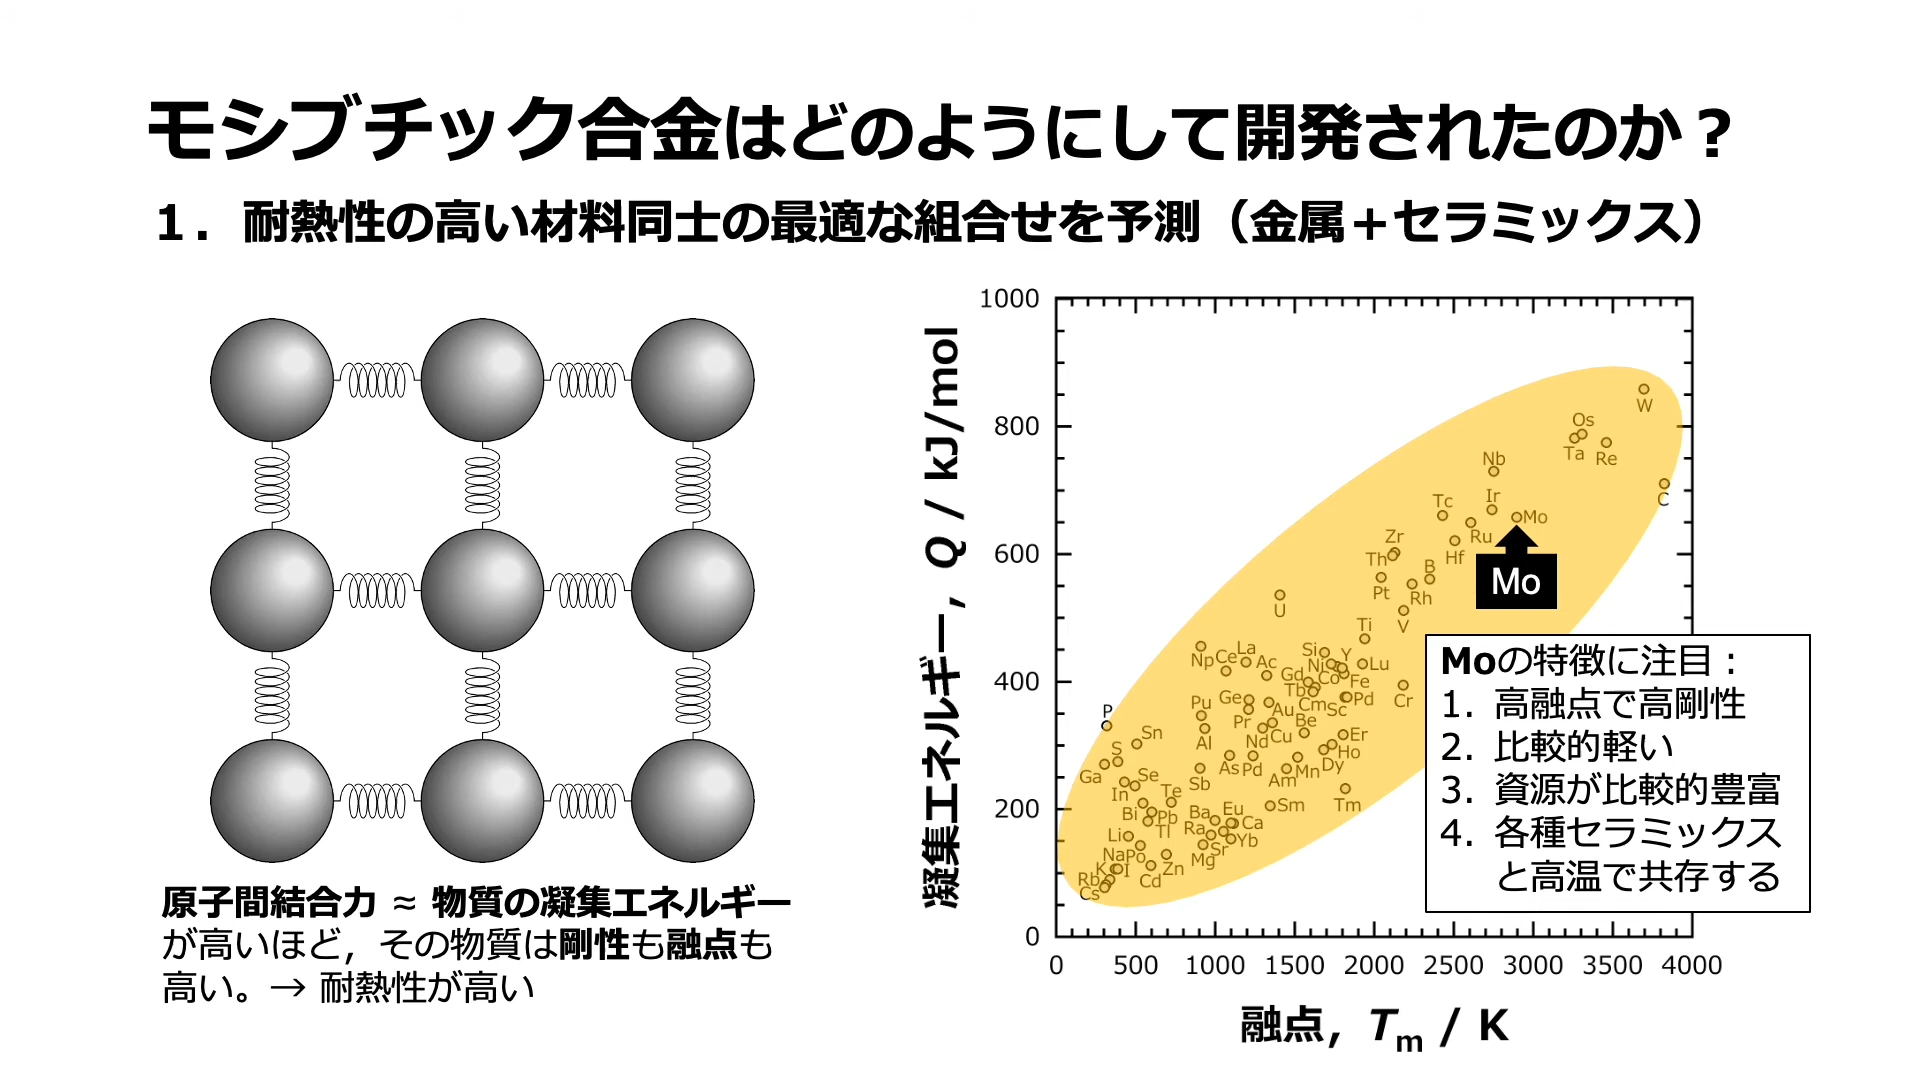 モシブチック合金はどのようにして開発されたのか？
1．耐熱性の高い材料同士の最適な組合せを予測（金属＋セラミックス）
原子間結合力 ≈ 物質の凝集エネルギー
が高いほど，その物質は剛性も融点も
高い。→ 耐熱性が高い
凝集エネルギー，Q / kJ/mol
1000
800
600
400
200
0
0 500 1000 1500 2000 2500 3000 3500 4000
融点，Tm / K
W
Os
Ta Re
Nb
C
Tc Ir
Mo
Ru
Zr
Th Hf
B
Pt Rh
U
V
Ti
Np Ce La Ac
Si Ni Y Lu
Gd Co Fe
Tb Cm Sc Pd Cr
Ge Au
P
Pu Pr Be
Sn Al Nd Cu Er
Ho
S
Ga As Pd Dy
Se Sb Am Mn
In Te Tm
Bi Pb Ba Eu Ca Sm
Li Tl Ra Yb
Na Po Mg Sr
K I Zn
Rb Cd
Cs
Mo
Moの特徴に注目：
1. 高融点で高剛性
2. 比較的軽い
3. 資源が比較的豊富
4. 各種セラミックス
と高温で共存する